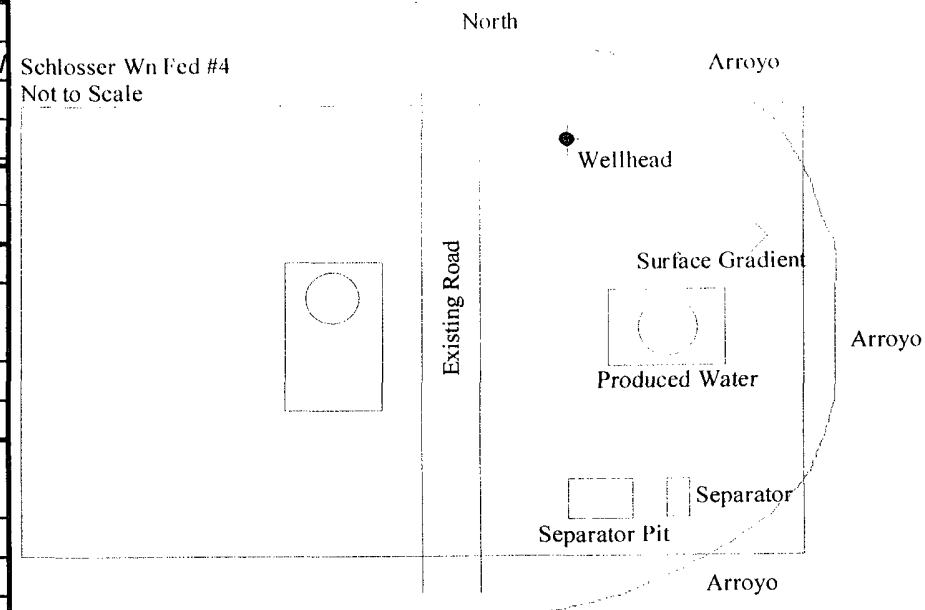 North
Schlosser Wn Fed #4
Not to Scale
Arroyo
Wellhead
Surface Gradient
Existing Road
Arroyo
Produced Water
Separator
Separator Pit
Arroyo